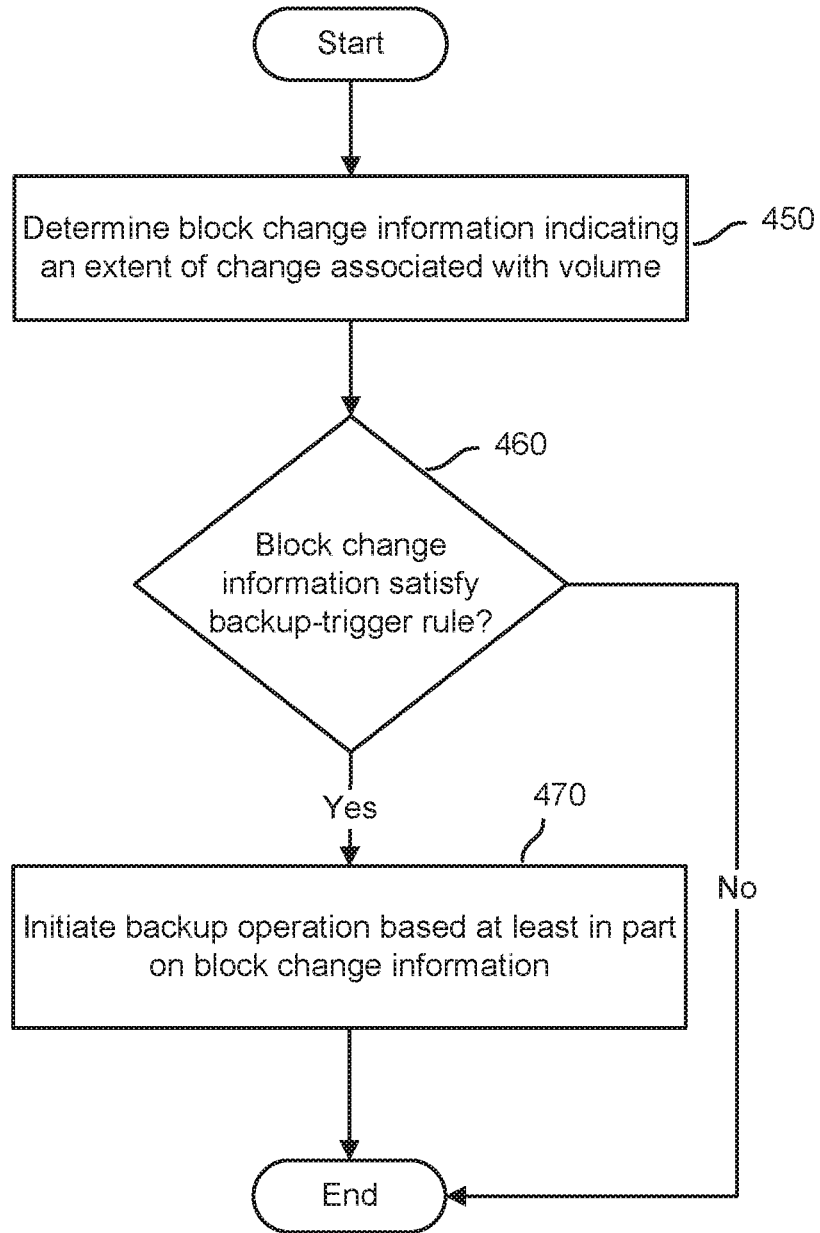 Start
Determine block change information indicating
an extent of change associated with volume
450
460
Block change
information satisfy
backup-trigger rule?
Yes
470
No
Initiate backup operation based at least in part
on block change information
End